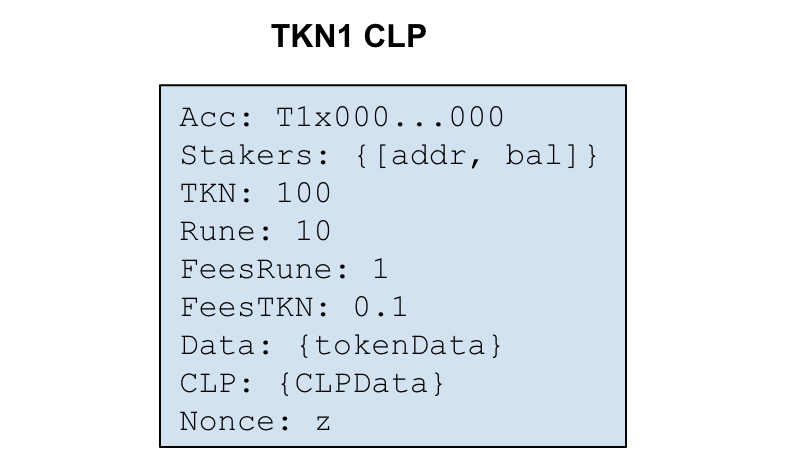 TKN1 CLP
Acc: T1x000...000
Stakers: {[addr, bal]}
TKN: 100
Rune: 10
FeesRune: 1
FeesTKN: 0.1
Data: {tokenData}
CLP: {CLPData}
Nonce: z